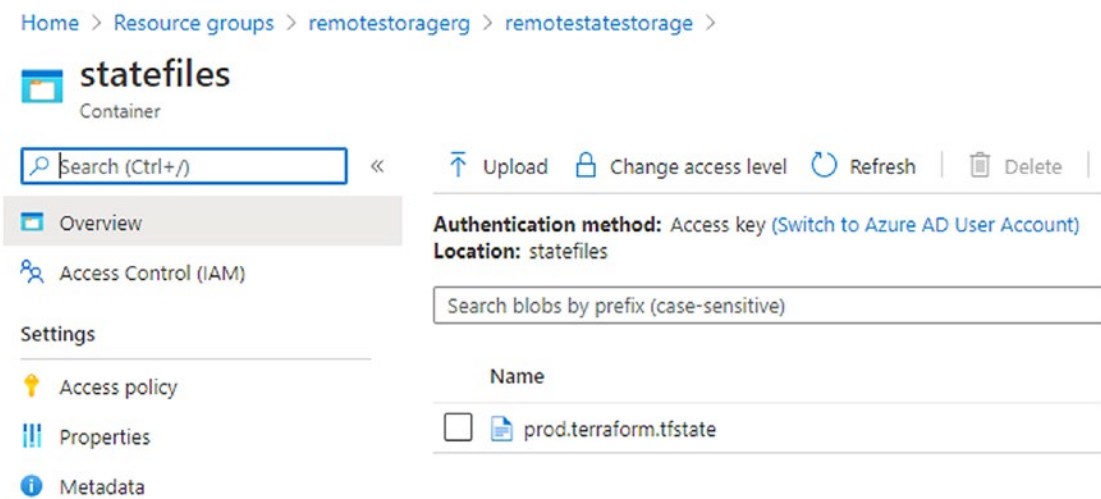 Home > Resource groups > remotestoragerg > remotestatestorage >
statefiles
Container
Search (Ctrl+/)
«
Overview
Access Control (IAM)
Settings
Access policy
Properties
Metadata
Upload Change access level Refresh Delete
Authentication method: Access key (Switch to Azure AD User Account)
Location: statefiles
Search blobs by prefix (case-sensitive)
Name
prod.terraform.tfstate